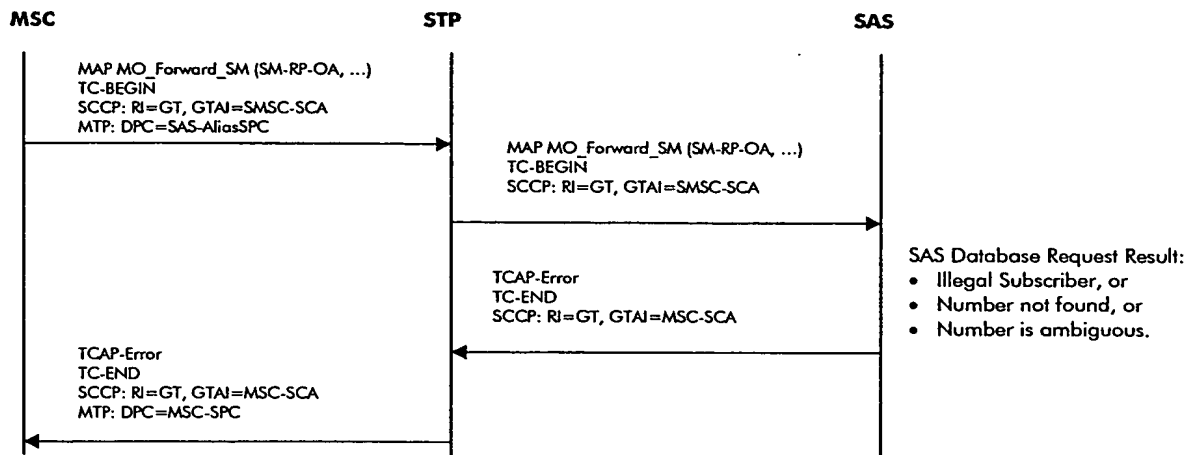 MSC
STP
SAS
MAP MO_Forward_SM (SM-RP-OA, ...)
TC-BEGIN
SCCP: RI=GT, GTAI=SMSC-SCA
MTP: DPC=SAS-AliasSPC
MAP MO_Forward_SM (SM-RP-OA, ...)
TC-BEGIN
SCCP: RI=GT, GTAI=SMSC-SCA
SAS Database Request Result:
• Illegal Subscriber, or
• Number not found, or
• Number is ambiguous.
TCAP-Error
TC-END
SCCP: RI=GT, GTAI=MSC-SCA
TCAP-Error
TC-END
SCCP: RI=GT, GTAI=MSC-SCA
MTP: DPC=MSC-SPC